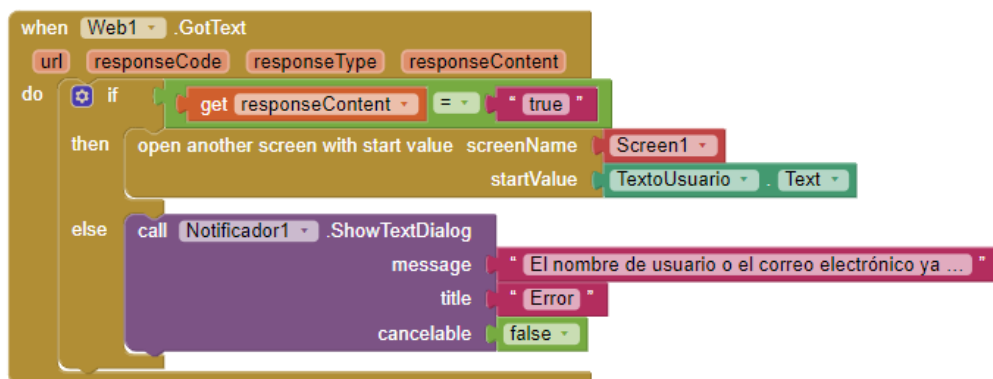 when Web1 .GotText
url responseCode responseType responseContent
do if get responseContent = " true "
then open another screen with start value screenName Screen1
startValue TextoUsuario . Text
else call Notificador1 .ShowTextDialog
message " El nombre de usuario o el correo electrónico ya ... "
title " Error "
cancelable false